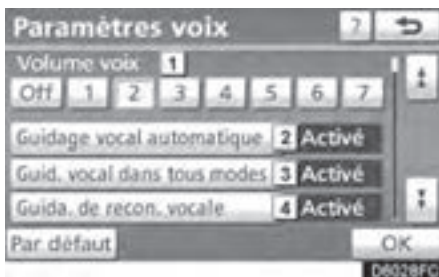 Paramètres voix ?
Volume voix 1
Off 1 2 3 4 5 6 7
Guidage vocal automatique 2 Activé
Guid. vocal dans tous modes 3 Activé
Guida. de recon. vocale 4 Activé
Par défaut OK
D6028FC